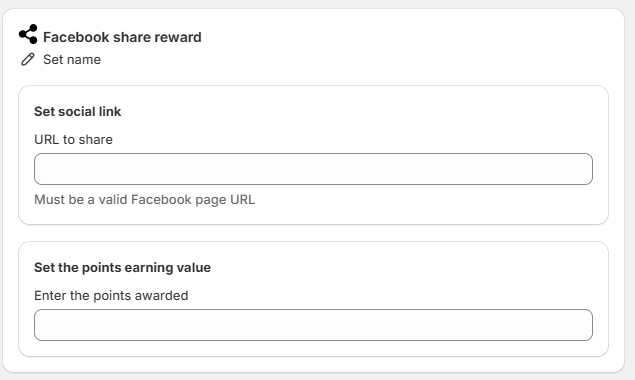 Facebook share reward
Set name
Set social link
URL to share
Must be a valid Facebook page URL
Set the points earning value
Enter the points awarded